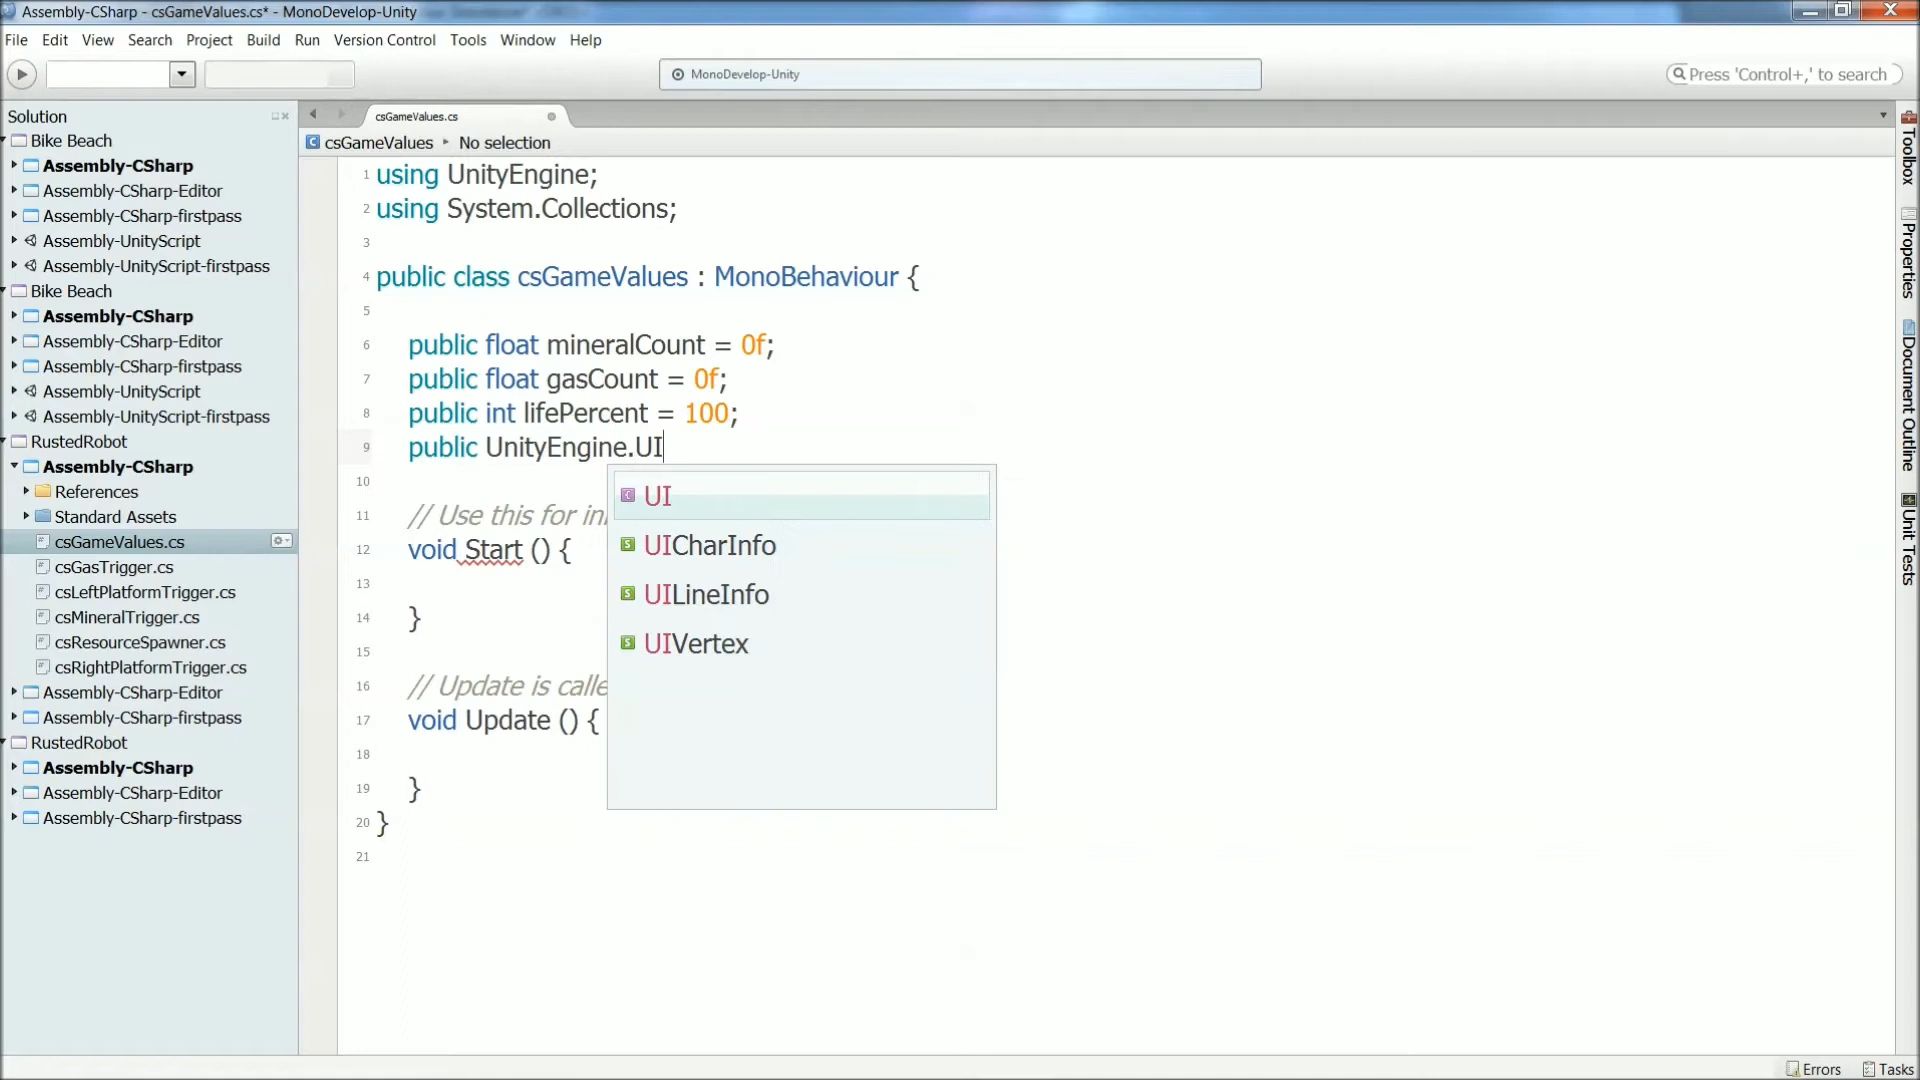 Assembly-CSharp - csGameValues.cs* - MonoDevelop-Unity
File Edit View Search Project Build Run Version Control Tools Window Help
MonoDevelop-Unity
Press 'Control+,' to search
Solution
Bike Beach
Assembly-CSharp
Assembly-CSharp-Editor
Assembly-CSharp-firstpass
Assembly-UnityScript
Assembly-UnityScript-firstpass
Bike Beach
Assembly-CSharp
Assembly-CSharp-Editor
Assembly-CSharp-firstpass
Assembly-UnityScript
Assembly-UnityScript-firstpass
RustedRobot
Assembly-CSharp
References
Standard Assets
csGameValues.cs
csGasTrigger.cs
csLeftPlatformTrigger.cs
csMineralTrigger.cs
csResourceSpawner.cs
csRightPlatformTrigger.cs
Assembly-CSharp-Editor
Assembly-CSharp-firstpass
RustedRobot
Assembly-CSharp
Assembly-CSharp-Editor
Assembly-CSharp-firstpass
csGameValues.cs
csGameValues No selection
1 using UnityEngine;
2 using System.Collections;
3
4 public class csGameValues : MonoBehaviour {
5
6 public float mineralCount = 0f;
7 public float gasCount = 0f;
8 public int lifePercent = 100;
9 public UnityEngine.UI
10
11 // Use this for in
12 void Start () {
13
14 }
15
16 // Update is calle
17 void Update () {
18
19 }
20 }
21
UI
UICharInfo
UILineInfo
UIVertex
Toolbox
Properties
Document Outline
Unit Tests
Errors Tasks